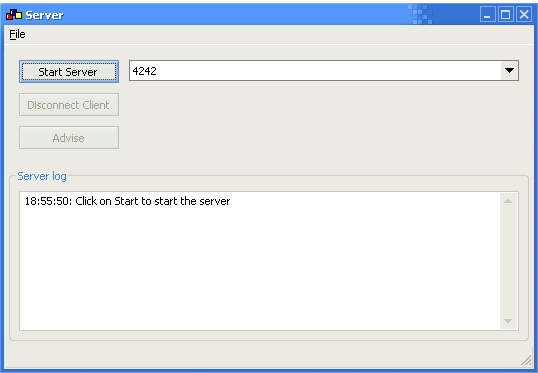 Server
File
Start Server
4242
Disconnect Client
Advise
Server log
18:55:50: Click on Start to start the server